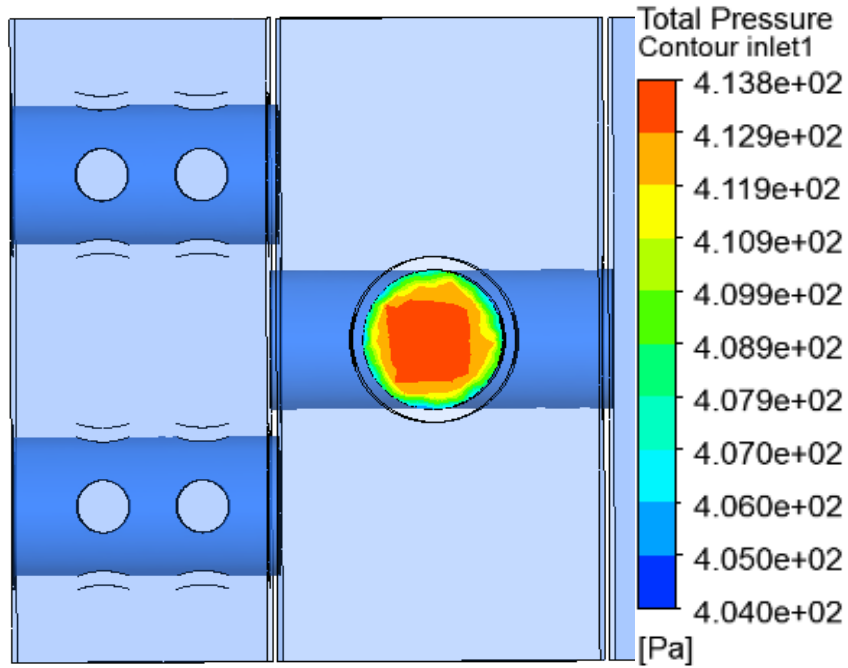 Total Pressure
Contour inlet1
4.138e+02
4.129e+02
4.119e+02
4.109e+02
4.099e+02
4.089e+02
4.079e+02
4.070e+02
4.060e+02
4.050e+02
4.040e+02
[Pa]